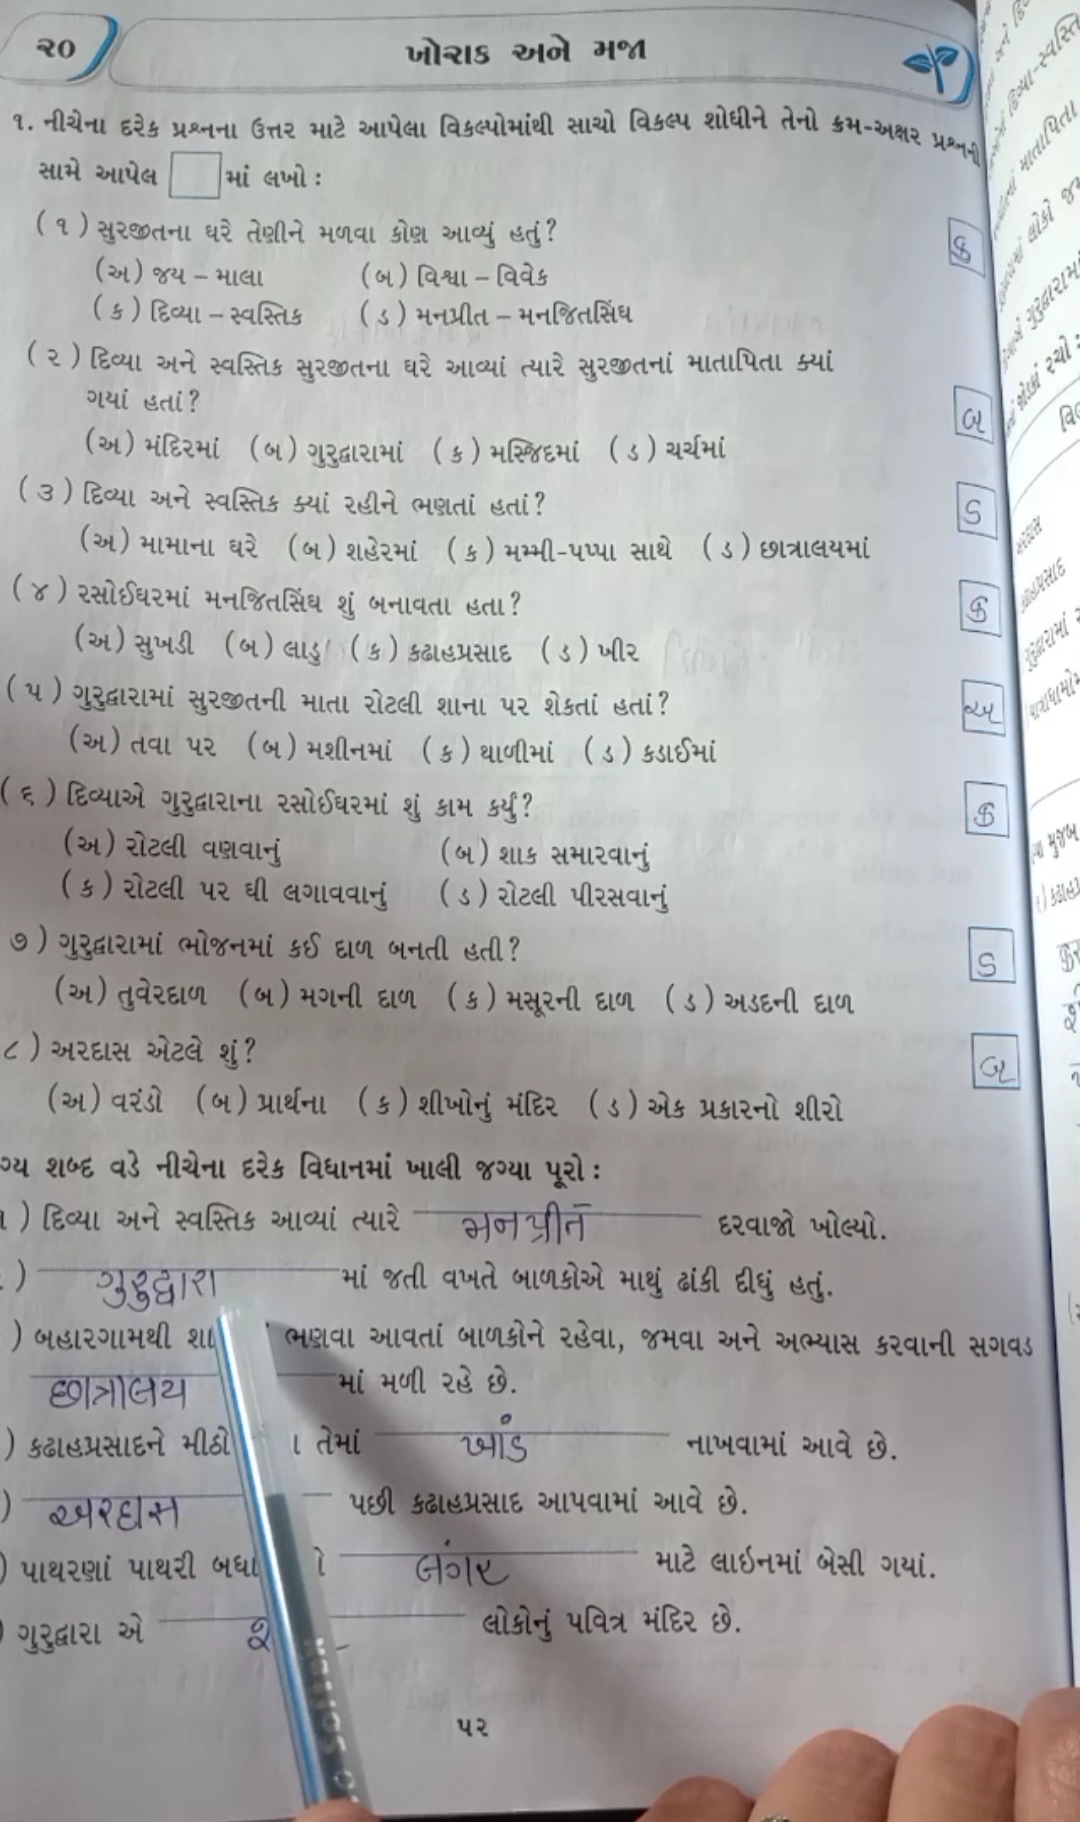 ૨૦
ખોરાક અને મજા
૧. નીચેના દરેક પ્રશ્નના ઉત્તર માટે આપેલા વિકલ્પોમાંથી સાચો વિકલ્પ શોધીને તેનો ક્રમ-અક્ષર પ્રશ્નની
સામે આપેલ માં લખો :
(૧) સુરજીતના ઘરે તેણીને મળવા કોણ આવ્યું હતું? ક
(અ) જય – માલા (બ) વિશ્વા – વિવેક
(ક) દિવ્યા – સ્વસ્તિક (ડ) મનપ્રીત – મનજિતસિંઘ
(૨) દિવ્યા અને સ્વસ્તિક સુરજીતના ઘરે આવ્યાં ત્યારે સુરજીતનાં માતાપિતા ક્યાં
ગયાં હતાં? બ
(અ) મંદિરમાં (બ) ગુરુદ્વારામાં (ક) મસ્જિદમાં (ડ) ચર્ચમાં
(૩) દિવ્યા અને સ્વસ્તિક ક્યાં રહીને ભણતાં હતાં? ડ
(અ) મામાના ઘરે (બ) શહેરમાં (ક) મમ્મી-પપ્પા સાથે (ડ) છાત્રાલયમાં
(૪) રસોઈઘરમાં મનજિતસિંઘ શું બનાવતા હતા? ક
(અ) સુખડી (બ) લાડુ (ક) કઢાહપ્રસાદ (ડ) ખીર
(૫) ગુરુદ્વારામાં સુરજીતની માતા રોટલી શાના પર શેકતાં હતાં? અ
(અ) તવા પર (બ) મશીનમાં (ક) થાળીમાં (ડ) કડાઈમાં
(૬) દિવ્યાએ ગુરુદ્વારાના રસોઈઘરમાં શું કામ કર્યું? ક
(અ) રોટલી વણવાનું (બ) શાક સમારવાનું
(ક) રોટલી પર ઘી લગાવવાનું (ડ) રોટલી પીરસવાનું
૭) ગુરુદ્વારામાં ભોજનમાં કઈ દાળ બનતી હતી? ડ
(અ) તુવેરદાળ (બ) મગની દાળ (ક) મસૂરની દાળ (ડ) અડદની દાળ
૮) અરદાસ એટલે શું? બ
(અ) વરંડો (બ) પ્રાર્થના (ક) શીખોનું મંદિર (ડ) એક પ્રકારનો શીરો
ગ્ય શબ્દ વડે નીચેના દરેક વિધાનમાં ખાલી જગ્યા પૂરો :
૧) દિવ્યા અને સ્વસ્તિક આવ્યાં ત્યારે મનપ્રીતે દરવાજો ખોલ્યો.
) ગુરુદ્વારા માં જતી વખતે બાળકોએ માથું ઢાંકી દીધું હતું.
) બહારગામથી ભણવા આવતાં બાળકોને રહેવા, જમવા અને અભ્યાસ કરવાની સગવડ
છાત્રાલય માં મળી રહે છે.
) કઢાહપ્રસાદને મીઠો તેમાં ખાંડ નાખવામાં આવે છે.
) અરદાસ પછી કઢાહપ્રસાદ આપવામાં આવે છે.
) પાથરણાં પાથરી બધા લંગર માટે લાઇનમાં બેસી ગયાં.
) ગુરુદ્વારા એ લોકોનું પવિત્ર મંદિર છે.
૫૨